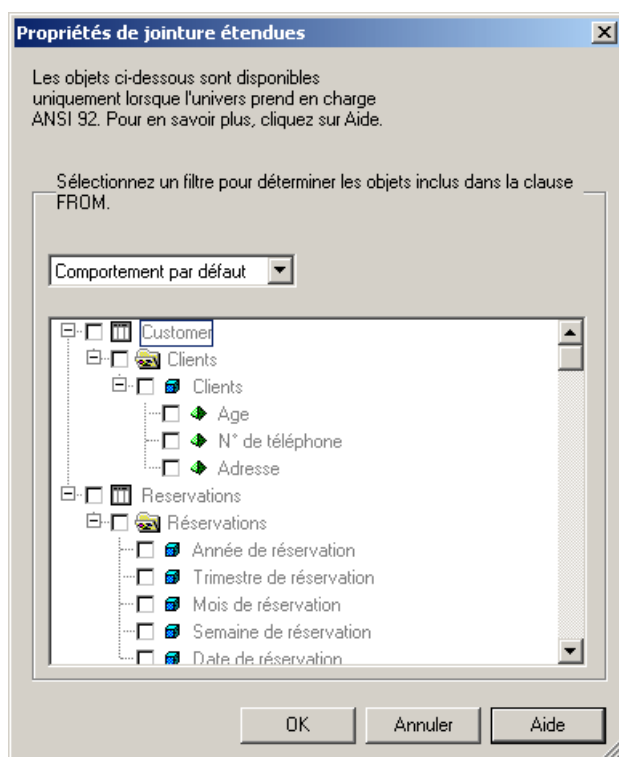 Propriétés de jointure étendues
Les objets ci-dessous sont disponibles
uniquement lorsque l'univers prend en charge
ANSI 92. Pour en savoir plus, cliquez sur Aide.
Sélectionnez un filtre pour déterminer les objets inclus dans la clause
FROM.
Comportement par défaut
Customer
Clients
Clients
Age
N° de téléphone
Adresse
Reservations
Réservations
Année de réservation
Trimestre de réservation
Mois de réservation
Semaine de réservation
Date de réservation
OK
Annuler
Aide